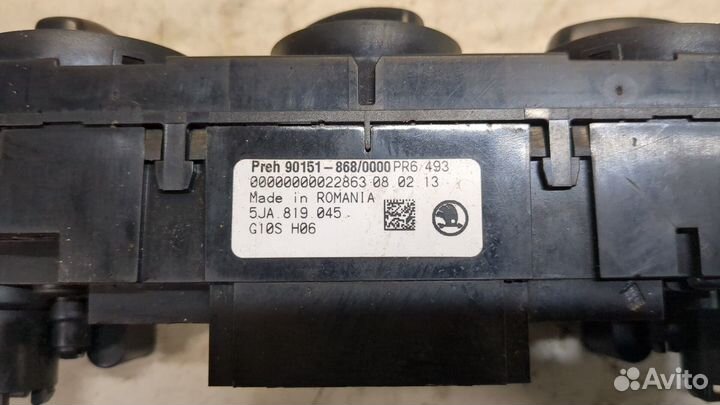 Preh 90151-868/0000 PR6/493
00000000022863 08.02.13
Made in ROMANIA
5JA.819.045.
G10S H06
Avito